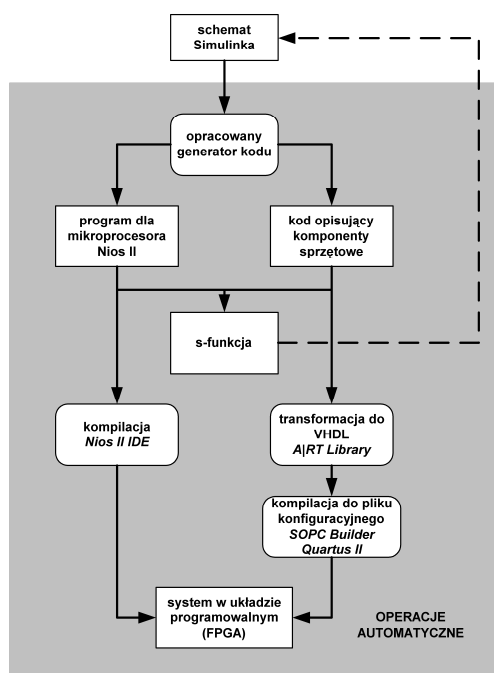 schemat
Simulinka
opracowany
generator kodu
program dla
mikroprocesora
Nios II
kod opisujący
komponenty
sprzętowe
s-funkcja
kompilacja
Nios II IDE
transformacja do
VHDL
A|RT Library
kompilacja do pliku
konfiguracyjnego
SOPC Builder
Quartus II
system w układzie
programowalnym
(FPGA)
OPERACJE
AUTOMATYCZNE